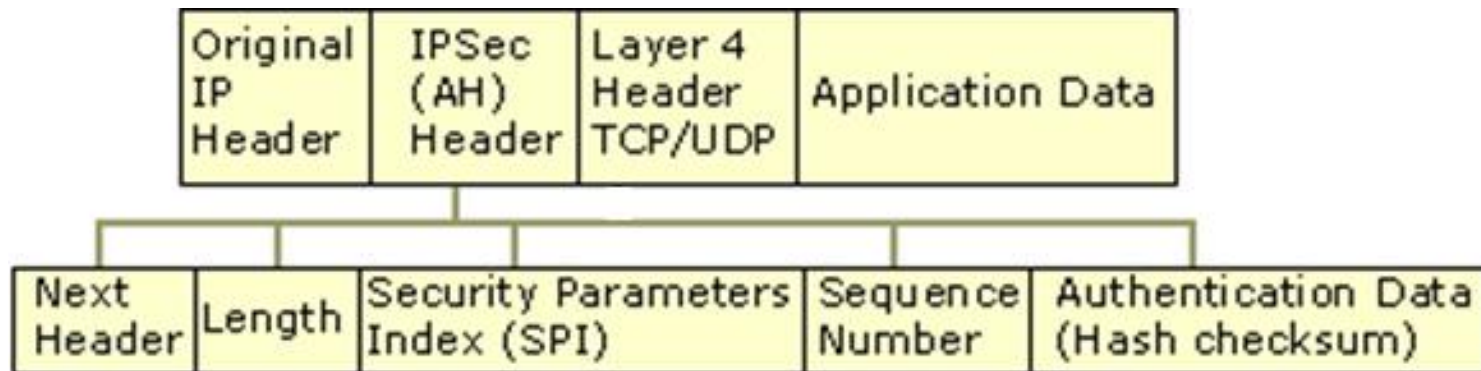 Original
IP
Header
IPSec
(AH)
Header
Layer 4
Header
TCP/UDP
Application Data
Next
Header
Length
Security Parameters
Index (SPI)
Sequence
Number
Authentication Data
(Hash checksum)